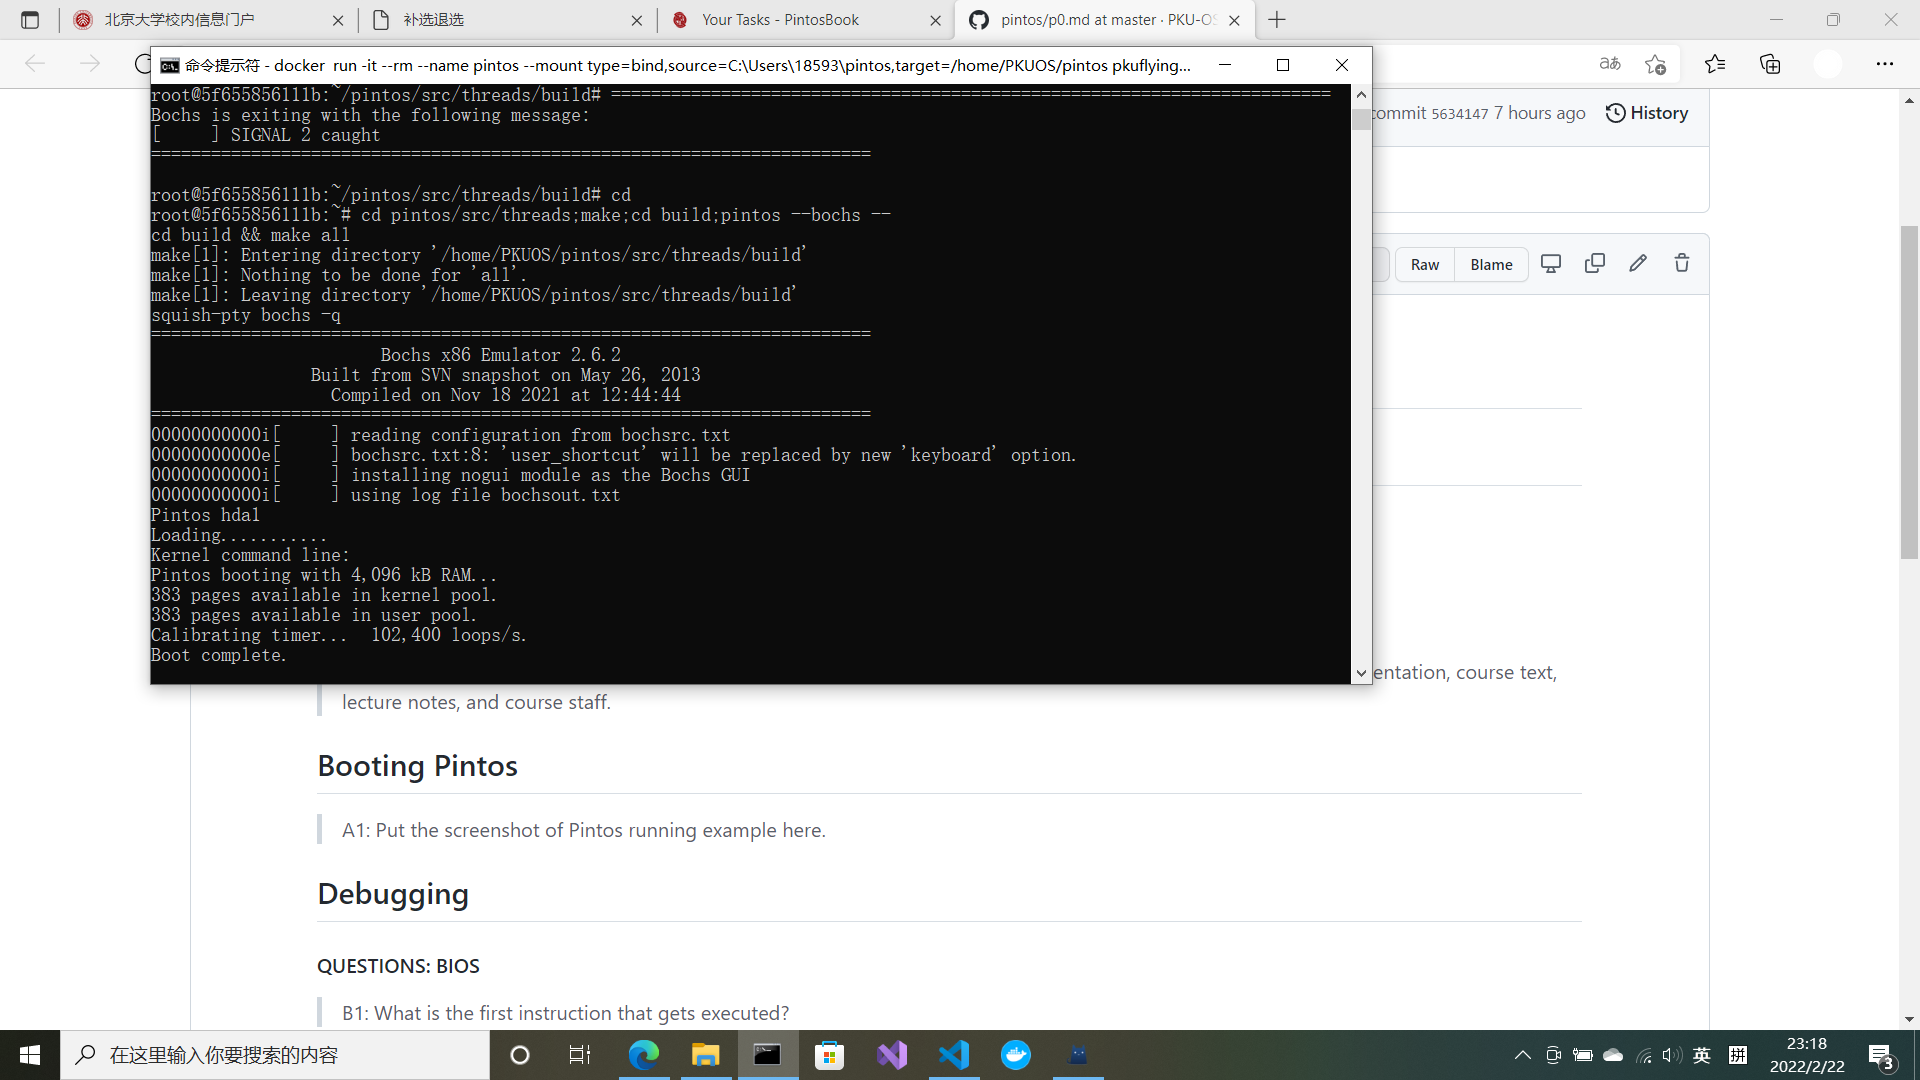 北京大学校内信息门户
补选退选
Your Tasks - PintosBook
pintos/p0.md at master · PKU-OS
命令提示符 - docker  run -it --rm --name pintos --mount type=bind,source=C:\Users\18593\pintos,target=/home/PKUOS/pintos pkuflying...
root@5f655856111b:~/pintos/src/threads/build# ========================================================================
Bochs is exiting with the following message:
[     ] SIGNAL 2 caught
========================================================================
root@5f655856111b:~/pintos/src/threads/build# cd
root@5f655856111b:~# cd pintos/src/threads;make;cd build;pintos --bochs --
cd build && make all
make[1]: Entering directory '/home/PKUOS/pintos/src/threads/build'
make[1]: Nothing to be done for 'all'.
make[1]: Leaving directory '/home/PKUOS/pintos/src/threads/build'
squish-pty bochs -q
========================================================================
Bochs x86 Emulator 2.6.2
Built from SVN snapshot on May 26, 2013
Compiled on Nov 18 2021 at 12:44:44
========================================================================
00000000000i[     ] reading configuration from bochsrc.txt
00000000000e[     ] bochsrc.txt:8: 'user_shortcut' will be replaced by new 'keyboard' option.
00000000000i[     ] installing nogui module as the Bochs GUI
00000000000i[     ] using log file bochsout.txt
Pintos hda1
Loading...........
Kernel command line:
Pintos booting with 4,096 kB RAM...
383 pages available in kernel pool.
383 pages available in user pool.
Calibrating timer...  102,400 loops/s.
Boot complete.
commit 5634147 7 hours ago History
Raw Blame
entation, course text,
lecture notes, and course staff.
Booting Pintos
A1: Put the screenshot of Pintos running example here.
Debugging
QUESTIONS: BIOS
B1: What is the first instruction that gets executed?
在这里输入你要搜索的内容
英
拼
23:18
2022/2/22
3